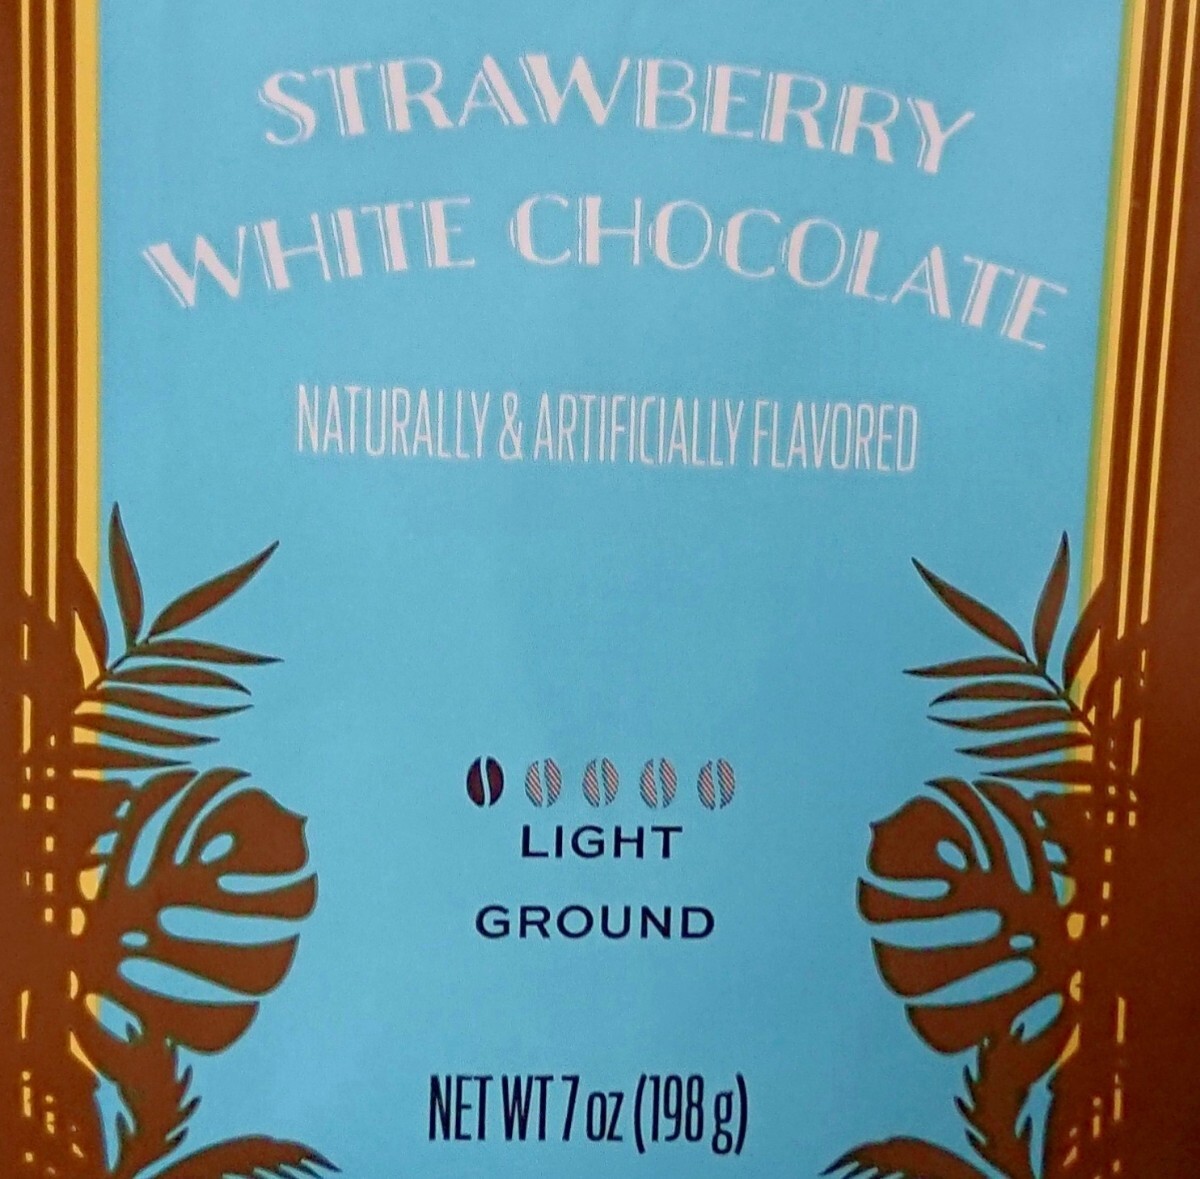 STRAWBERRY
WHITE CHOCOLATE
NATURALLY & ARTIFICIALLY FLAVORED
LIGHT
GROUND
NET WT 7 oz (198 g)